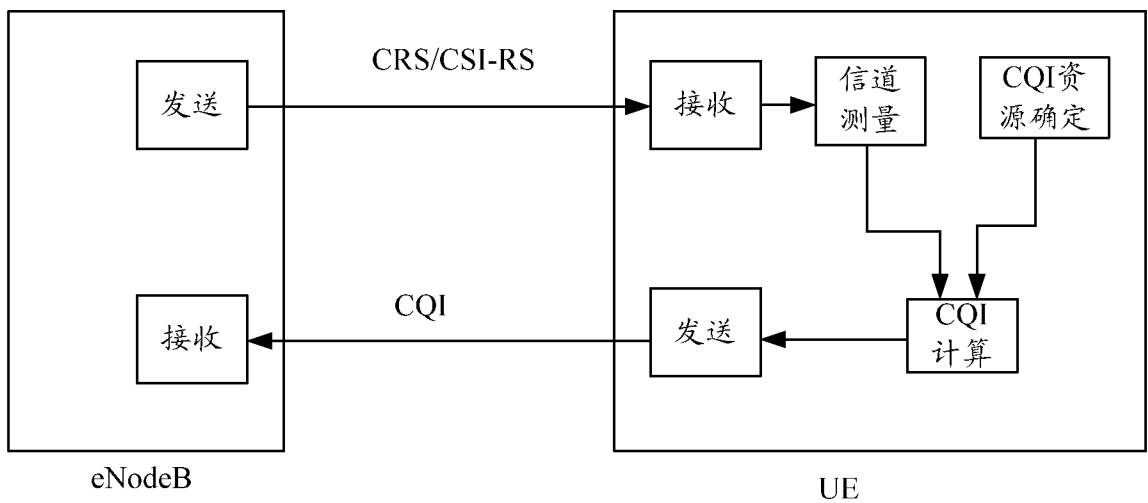 CRS/CSI-RS
发送
接收
信道
测量
CQI资
源确定
CQI
接收
发送
CQI
计算
eNodeB
UE